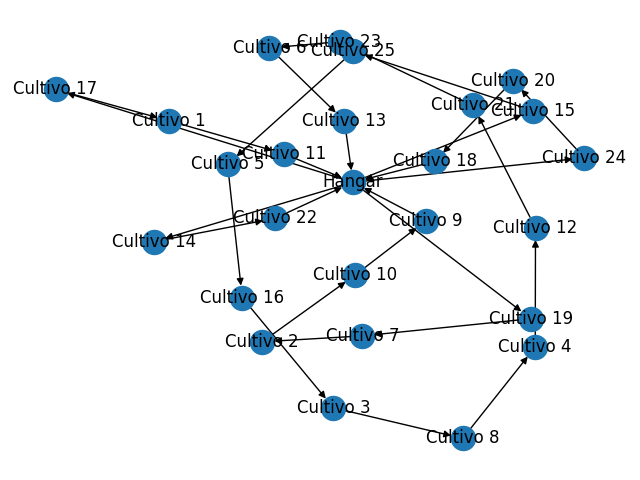 Cultivo 23
Cultivo 6
Cultivo 25
Cultivo 20
Cultivo 17
Cultivo 21
Cultivo 15
Cultivo 1
Cultivo 13
Cultivo 11
Cultivo 24
Cultivo 18
Cultivo 5
Hangar
Cultivo 22
Cultivo 9
Cultivo 12
Cultivo 14
Cultivo 10
Cultivo 16
Cultivo 19
Cultivo 7
Cultivo 2
Cultivo 4
Cultivo 3
Cultivo 8